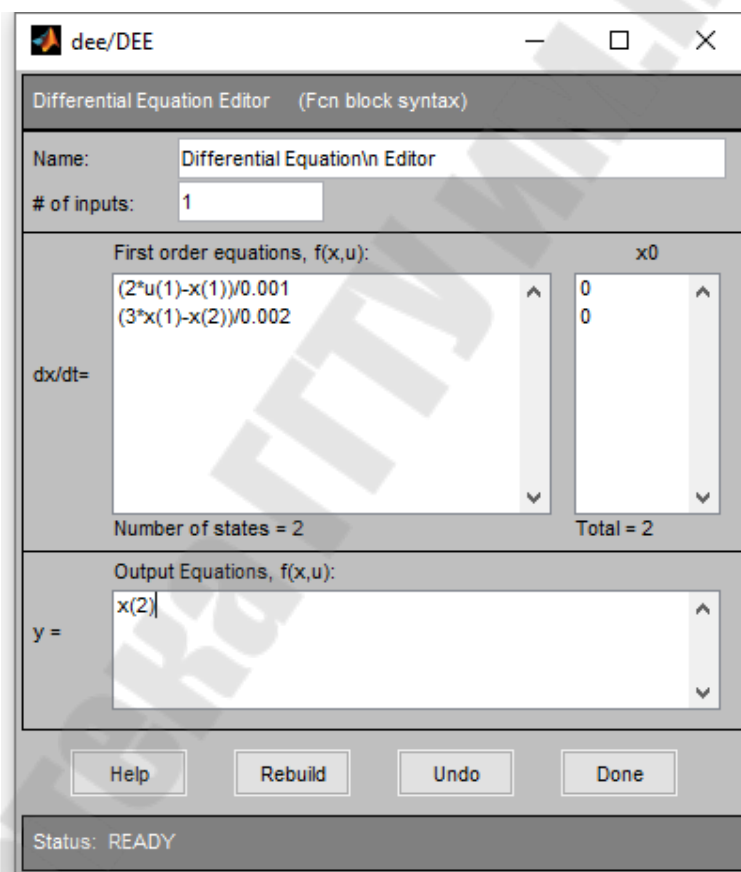 dee/DEE
Differential Equation Editor (Fcn block syntax)
Name: Differential Equation\n Editor
# of inputs: 1
First order equations, f(x,u): x0
(2*u(1)-x(1))/0.001 0
(3*x(1)-x(2))/0.002 0
dx/dt=
Number of states = 2 Total = 2
Output Equations, f(x,u):
x(2)
y =
Help Rebuild Undo Done
Status: READY